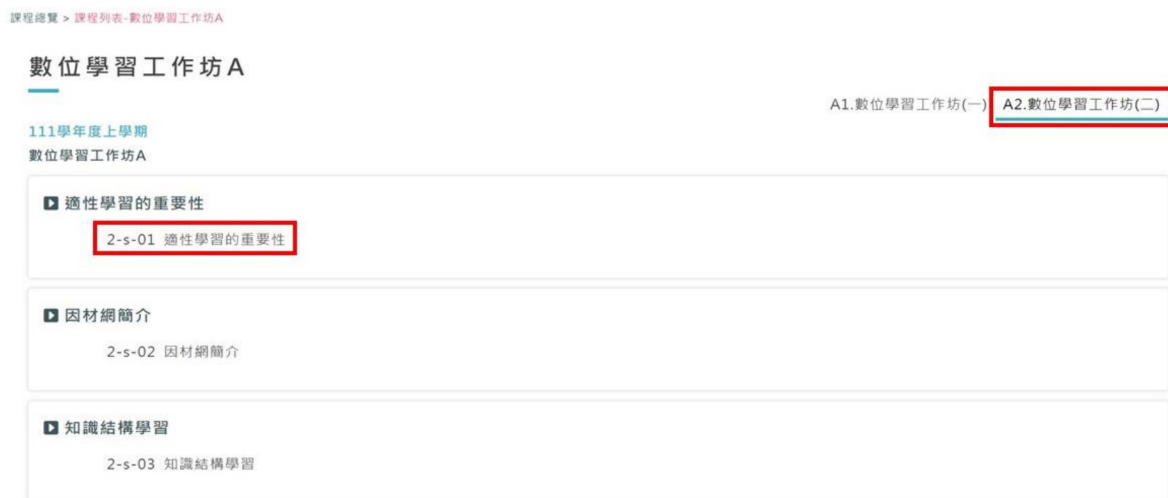 課程總覽 > 課程列表-數位學習工作坊A
數位學習工作坊A
A1.數位學習工作坊(一) A2.數位學習工作坊(二)
111學年度上學期
數位學習工作坊A
適性學習的重要性
2-s-01 適性學習的重要性
因材網簡介
2-s-02 因材網簡介
知識結構學習
2-s-03 知識結構學習